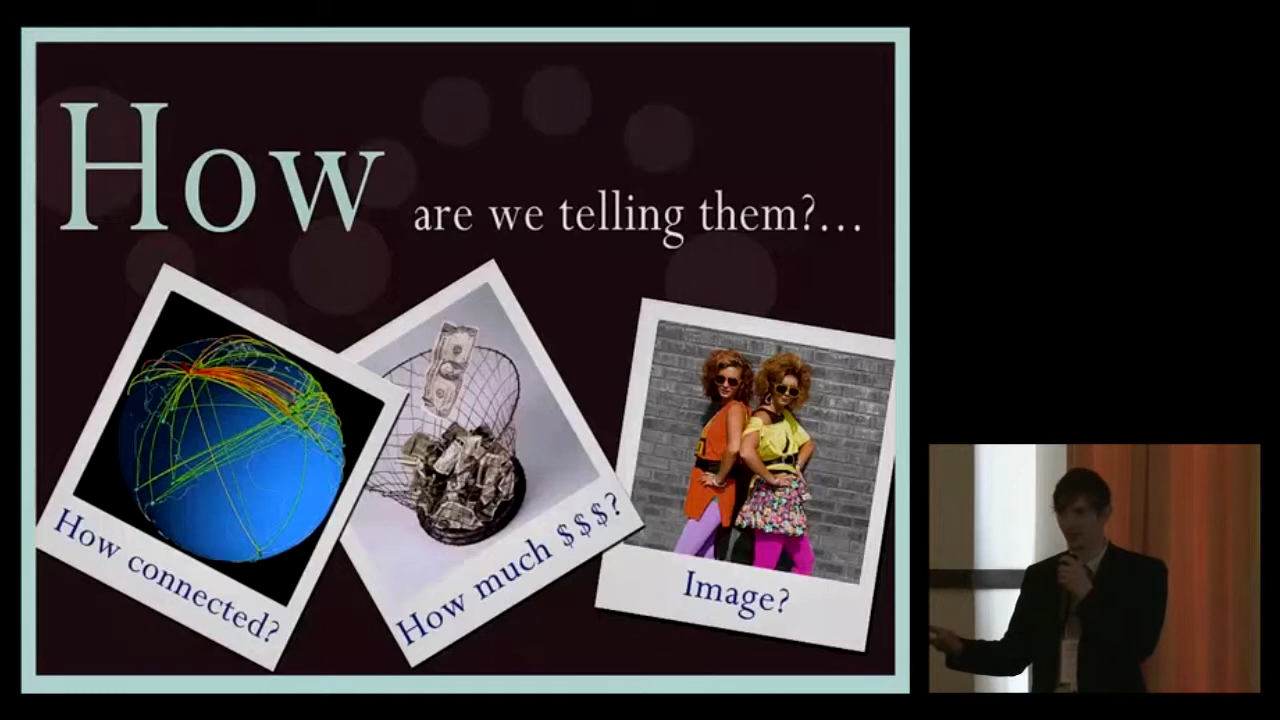 How are we telling them?...
How connected?
How much $$$?
Image?